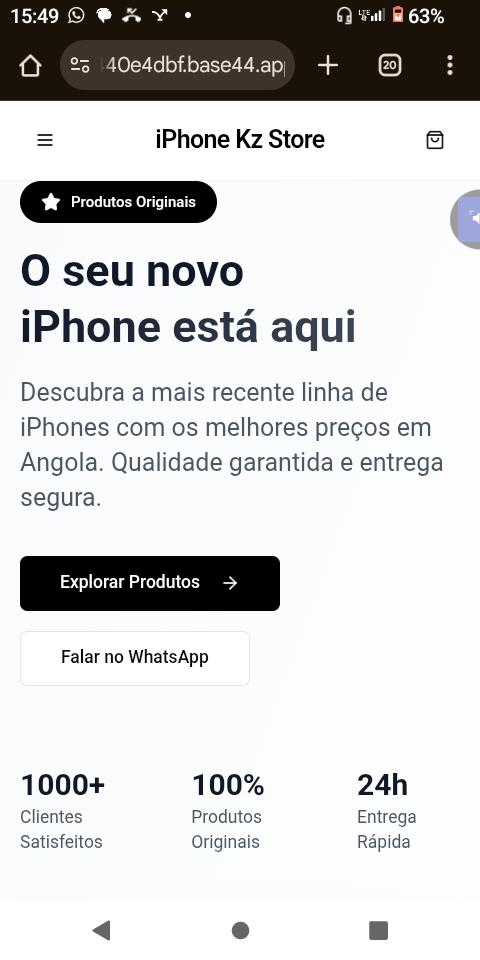 15:49
LTE
63%
40e4dbf.base44.app
20
iPhone Kz Store
Produtos Originais
O seu novo
iPhone está aqui
Descubra a mais recente linha de
iPhones com os melhores preços em
Angola. Qualidade garantida e entrega
segura.
Explorar Produtos
Falar no WhatsApp
1000+ 100% 24h
Clientes Produtos Entrega
Satisfeitos Originais Rápida